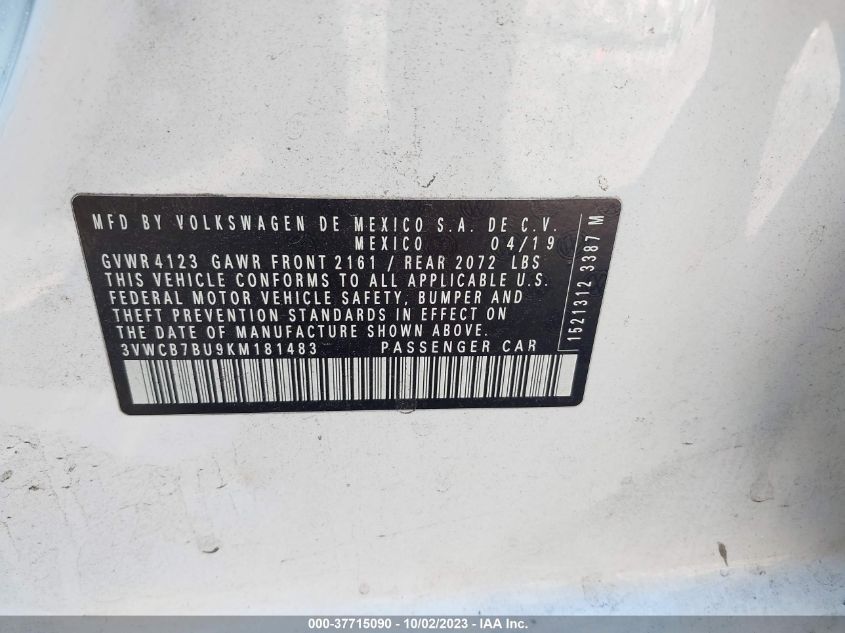 MFD BY VOLKSWAGEN DE MEXICO S.A. DE C.V.
MEXICO 04/19
GVWR 4123 GAWR FRONT 2161 / REAR 2072 LBS
THIS VEHICLE CONFORMS TO ALL APPLICABLE U.S.
FEDERAL MOTOR VEHICLE SAFETY, BUMPER AND
THEFT PREVENTION STANDARDS IN EFFECT ON
THE DATE OF MANUFACTURE SHOWN ABOVE.
3VWCB7BU9KM181483 PASSENGER CAR
1521312 3387 M
000-37715090 - 10/02/2023 - IAA Inc.